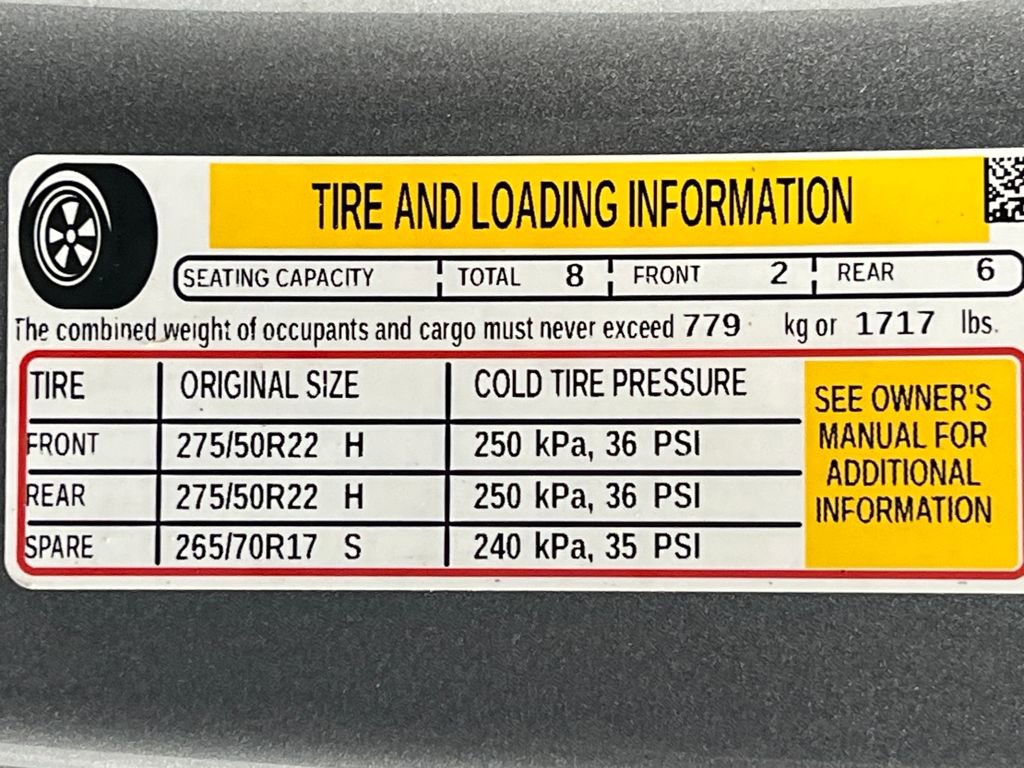 TIRE AND LOADING INFORMATION
SEATING CAPACITY TOTAL 8 FRONT 2 REAR 6
The combined weight of occupants and cargo must never exceed 779 kg or 1717 lbs.
TIRE ORIGINAL SIZE COLD TIRE PRESSURE
FRONT 275/50R22 H 250 kPa, 36 PSI
REAR 275/50R22 H 250 kPa, 36 PSI
SPARE 265/70R17 S 240 kPa, 35 PSI
SEE OWNER'S
MANUAL FOR
ADDITIONAL
INFORMATION